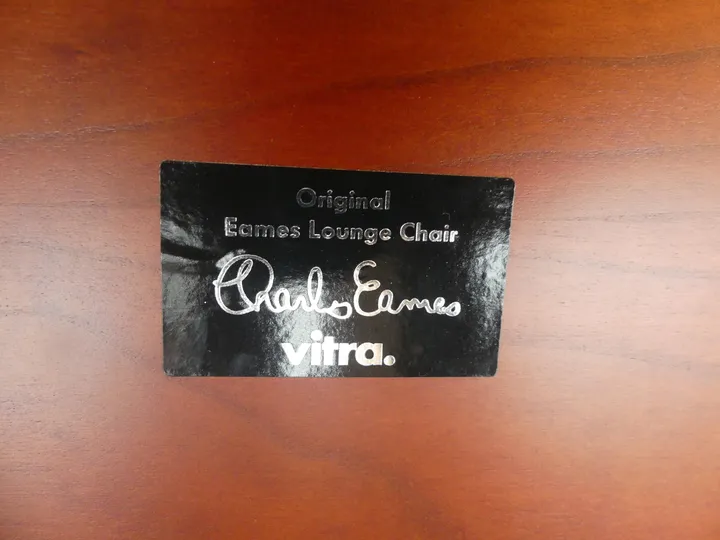 Original
Eames Lounge Chair
Charles Eames
vitra.